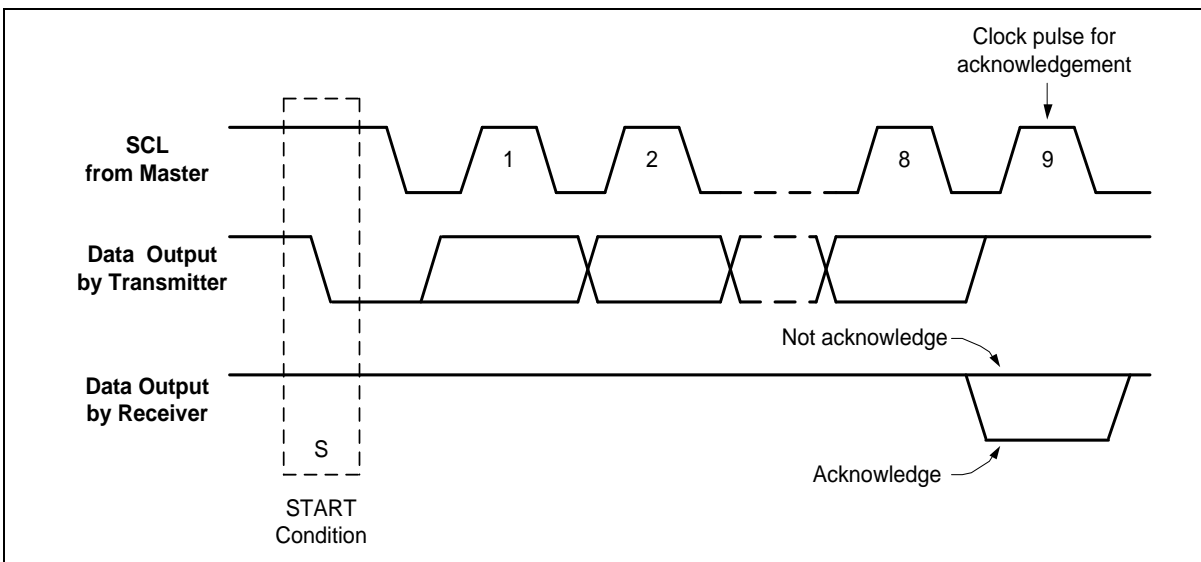 Clock pulse for
acknowledgement
SCL
from Master
1
2
8
9
Data Output
by Transmitter
Not acknowledge
Data Output
by Receiver
S
Acknowledge
START
Condition